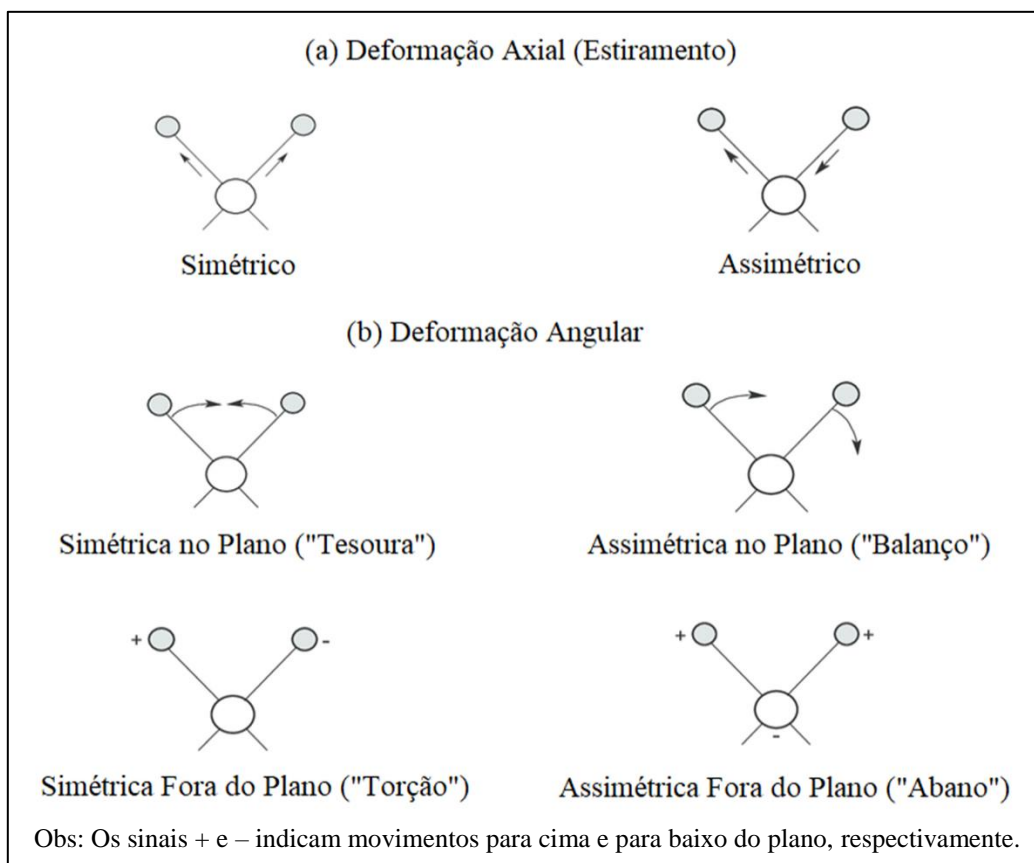 (a) Deformação Axial (Estiramento)
Simétrico
Assimétrico
(b) Deformação Angular
Simétrica no Plano ("Tesoura")
Assimétrica no Plano ("Balanço")
+ -
+ +
-
Simétrica Fora do Plano ("Torção")
Assimétrica Fora do Plano ("Abano")
Obs: Os sinais + e – indicam movimentos para cima e para baixo do plano, respectivamente.